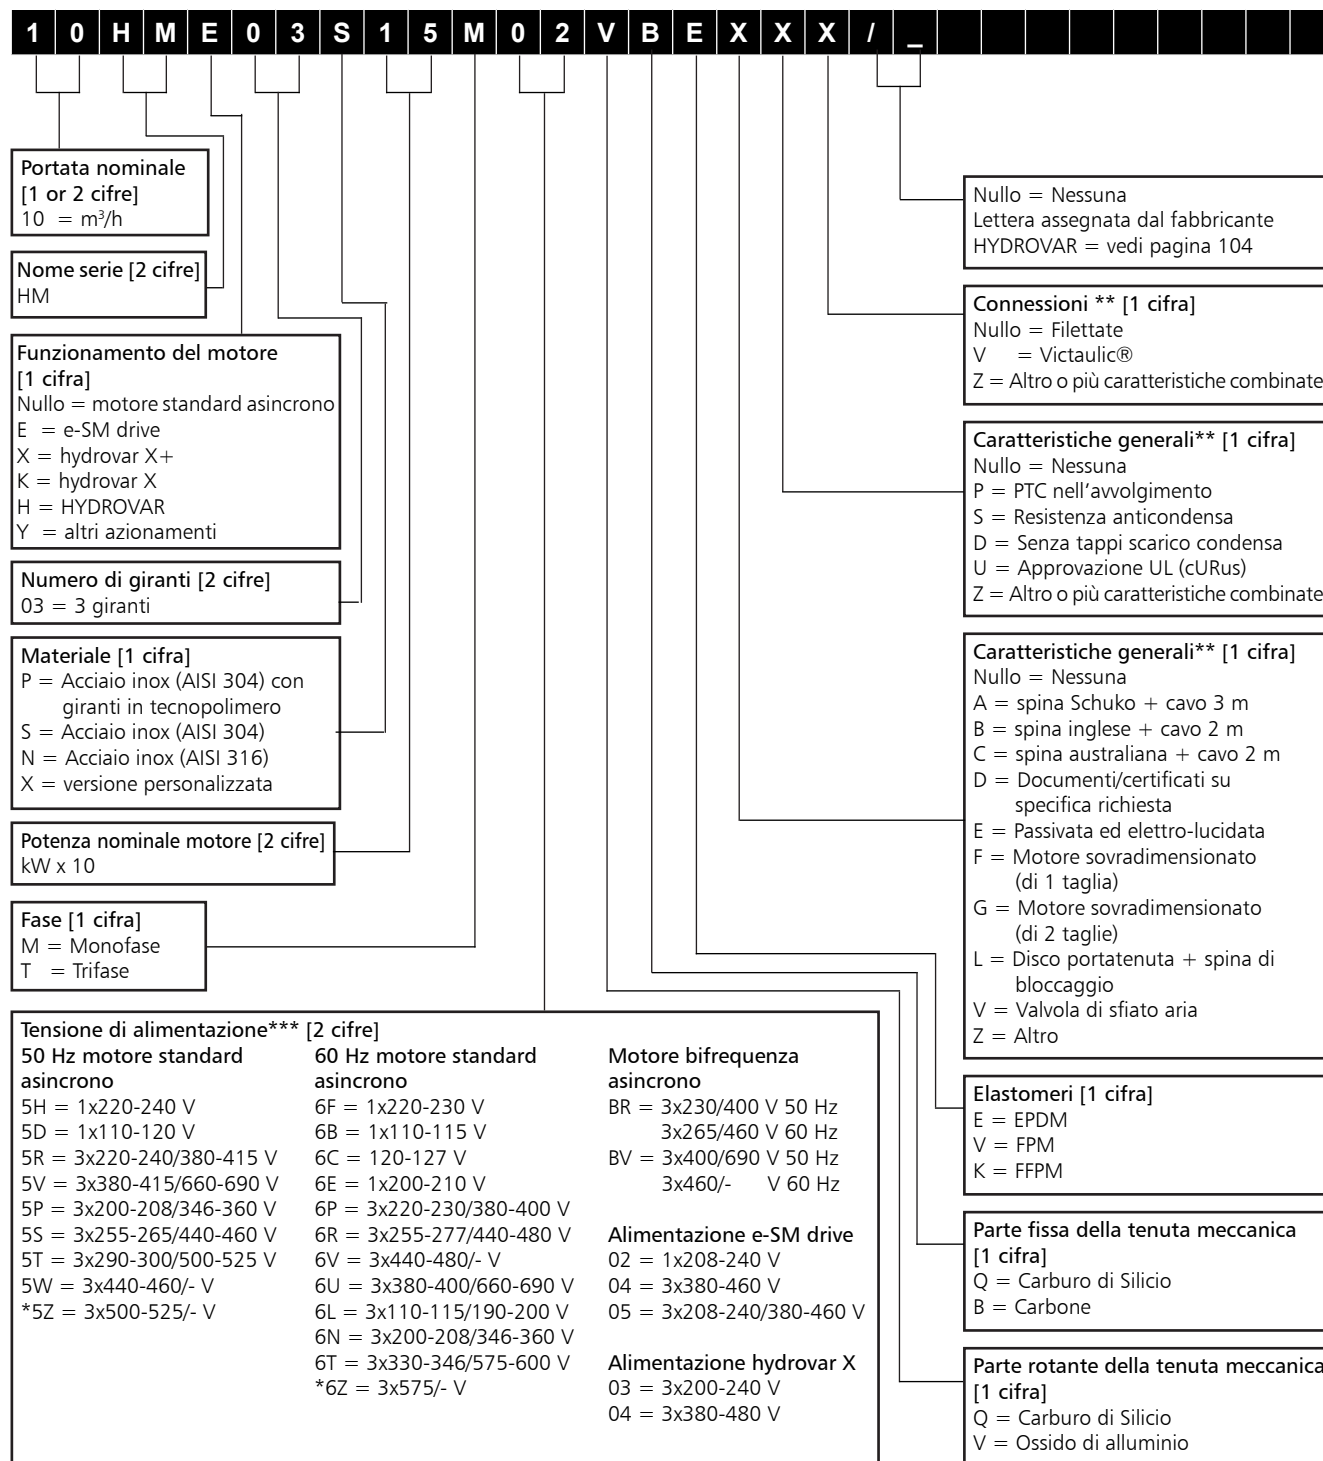 1 0 H M E 0 3 S 1 5 M 0 2 V B E X X X / _
Portata nominale
[1 or 2 cifre]
10 = m³/h
Nome serie [2 cifre]
HM
Funzionamento del motore
[1 cifra]
Nullo = motore standard asincrono
E = e-SM drive
X = hydrovar X+
K = hydrovar X
H = HYDROVAR
Y = altri azionamenti
Numero di giranti [2 cifre]
03 = 3 giranti
Materiale [1 cifra]
P = Acciaio inox (AISI 304) con
giranti in tecnopolimero
S = Acciaio inox (AISI 304)
N = Acciaio inox (AISI 316)
X = versione personalizzata
Potenza nominale motore [2 cifre]
kW x 10
Fase [1 cifra]
M = Monofase
T = Trifase
Tensione di alimentazione*** [2 cifre]
50 Hz motore standard
asincrono
5H = 1x220-240 V
5D = 1x110-120 V
5R = 3x220-240/380-415 V
5V = 3x380-415/660-690 V
5P = 3x200-208/346-360 V
5S = 3x255-265/440-460 V
5T = 3x290-300/500-525 V
5W = 3x440-460/- V
*5Z = 3x500-525/- V
60 Hz motore standard
asincrono
6F = 1x220-230 V
6B = 1x110-115 V
6C = 120-127 V
6E = 1x200-210 V
6P = 3x220-230/380-400 V
6R = 3x255-277/440-480 V
6V = 3x440-480/- V
6U = 3x380-400/660-690 V
6L = 3x110-115/190-200 V
6N = 3x200-208/346-360 V
6T = 3x330-346/575-600 V
*6Z = 3x575/- V
Motore bifrequenza
asincrono
BR = 3x230/400 V 50 Hz
3x265/460 V 60 Hz
BV = 3x400/690 V 50 Hz
3x460/- V 60 Hz
Alimentazione e-SM drive
02 = 1x208-240 V
04 = 3x380-460 V
05 = 3x208-240/380-460 V
Alimentazione hydrovar X
03 = 3x200-240 V
04 = 3x380-480 V
Nullo = Nessuna
Lettera assegnata dal fabbricante
HYDROVAR = vedi pagina 104
Connessioni ** [1 cifra]
Nullo = Filettate
V = Victaulic®
Z = Altro o più caratteristiche combinate
Caratteristiche generali** [1 cifra]
Nullo = Nessuna
P = PTC nell'avvolgimento
S = Resistenza anticondensa
D = Senza tappi scarico condensa
U = Approvazione UL (cURus)
Z = Altro o più caratteristiche combinate
Caratteristiche generali** [1 cifra]
Nullo = Nessuna
A = spina Schuko + cavo 3 m
B = spina inglese + cavo 2 m
C = spina australiana + cavo 2 m
D = Documenti/certificati su
specifica richiesta
E = Passivata ed elettro-lucidata
F = Motore sovradimensionato
(di 1 taglia)
G = Motore sovradimensionato
(di 2 taglie)
L = Disco portatenuta + spina di
bloccaggio
V = Valvola di sfiato aria
Z = Altro
Elastomeri [1 cifra]
E = EPDM
V = FPM
K = FFPM
Parte fissa della tenuta meccanica
[1 cifra]
Q = Carburo di Silicio
B = Carbone
Parte rotante della tenuta meccanica
[1 cifra]
Q = Carburo di Silicio
V = Ossido di alluminio